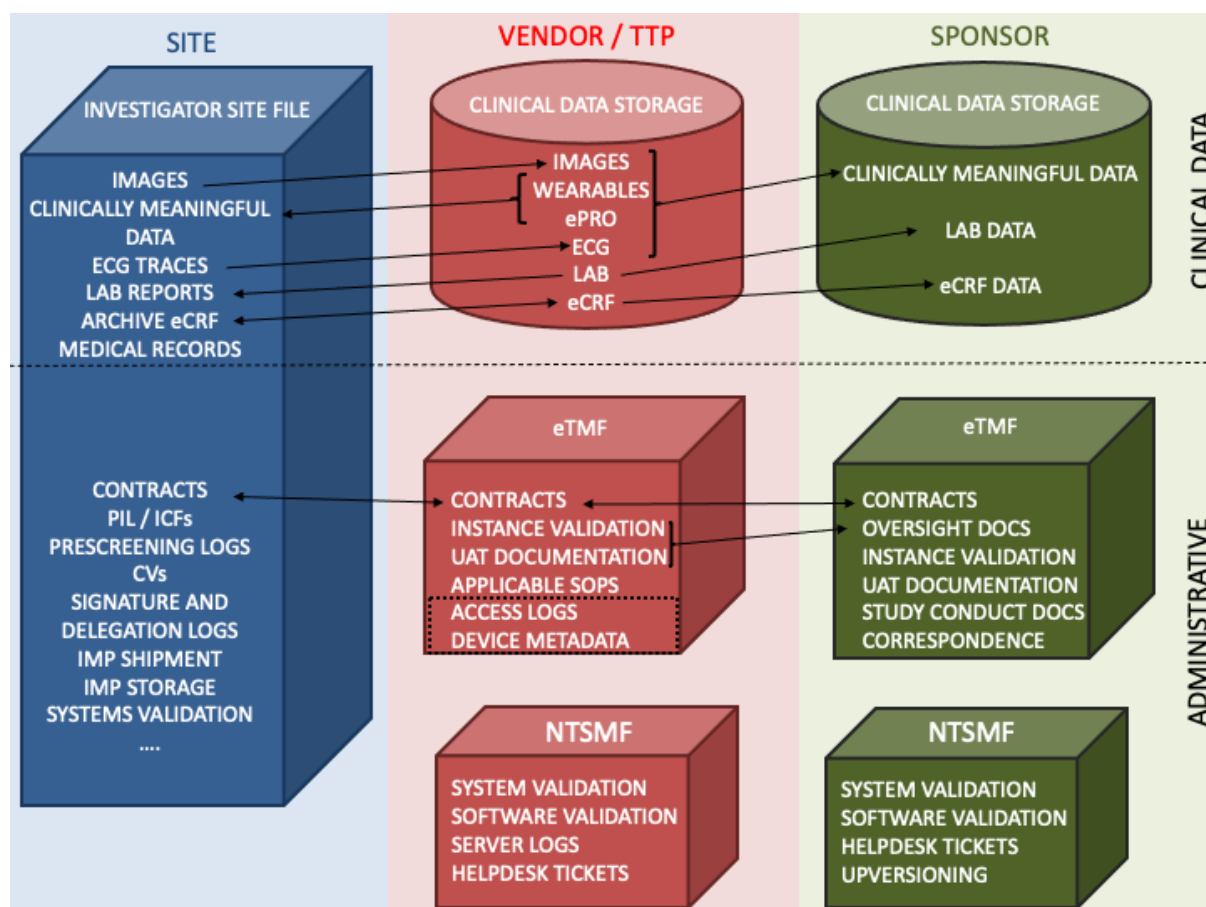 SITE
INVESTIGATOR SITE FILE
IMAGES
CLINICALLY MEANINGFUL
DATA
ECG TRACES
LAB REPORTS
ARCHIVE eCRF
MEDICAL RECORDS
CONTRACTS
PIL / ICFs
PRESCREENING LOGS
CVs
SIGNATURE AND
DELEGATION LOGS
IMP SHIPMENT
IMP STORAGE
SYSTEMS VALIDATION
....
VENDOR / TTP
CLINICAL DATA STORAGE
IMAGES
WEARABLES
ePRO
ECG
LAB
eCRF
eTMF
CONTRACTS
INSTANCE VALIDATION
UAT DOCUMENTATION
APPLICABLE SOPS
ACCESS LOGS
DEVICE METADATA
NTSMF
SYSTEM VALIDATION
SOFTWARE VALIDATION
SERVER LOGS
HELPDESK TICKETS
SPONSOR
CLINICAL DATA STORAGE
CLINICALLY MEANINGFUL DATA
LAB DATA
eCRF DATA
eTMF
CONTRACTS
OVERSIGHT DOCS
INSTANCE VALIDATION
UAT DOCUMENTATION
STUDY CONDUCT DOCS
CORRESPONDENCE
NTSMF
SYSTEM VALIDATION
SOFTWARE VALIDATION
HELPDESK TICKETS
UPVERSIONING
CLINICAL DATA
ADMINISTRATIVE